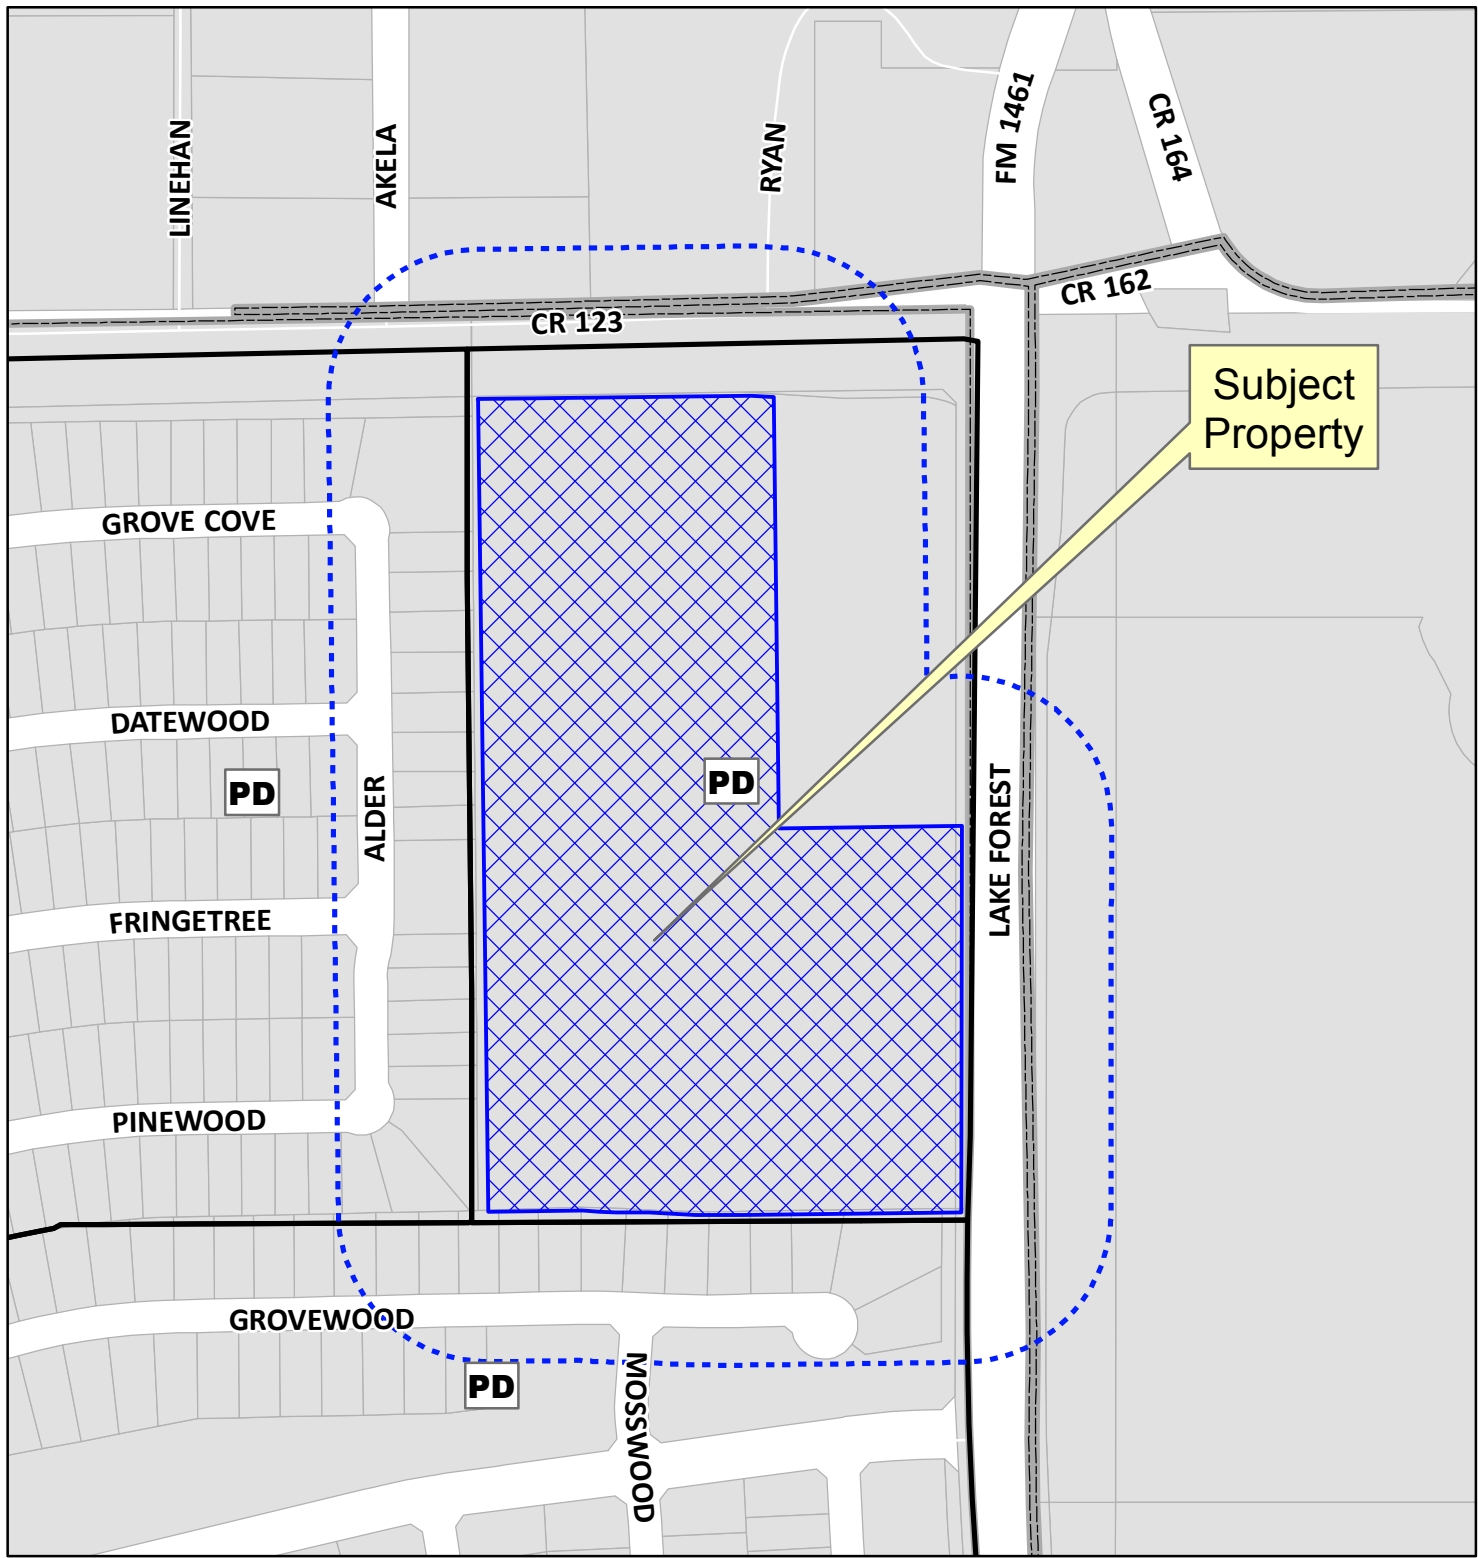 LINEHAN
AKELA
RYAN
FM 1461
CR 164
CR 162
CR 123
Subject
Property
GROVE COVE
DATEWOOD
PD
PD
ALDER
LAKE FOREST
FRINGETREE
PINEWOOD
GROVEWOOD
PD
MOSSWOOD